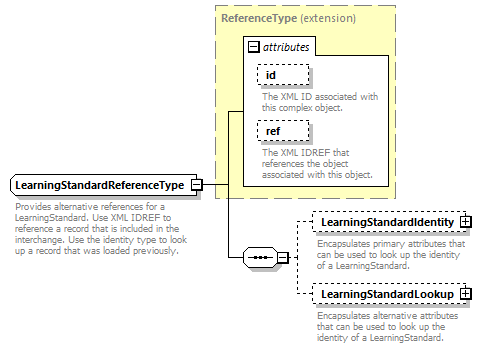 ReferenceType (extension)
attributes
id
The XML ID associated with
this complex object.
ref
The XML IDREF that
references the object
associated with this object.
LearningStandardReferenceType
Provides alternative references for a
LearningStandard. Use XML IDREF to
reference a record that is included in the
interchange. Use the identity type to look
up a record that was loaded previously.
LearningStandardIdentity
Encapsulates primary attributes that
can be used to look up the identity
of a LearningStandard.
LearningStandardLookup
Encapsulates alternative attributes
that can be used to look up the
identity of a LearningStandard.